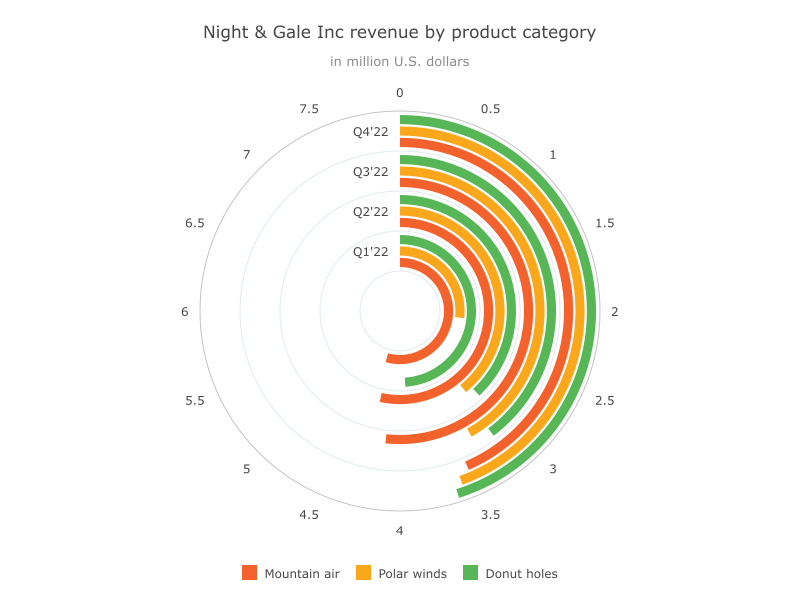 Night & Gale Inc revenue by product category
in million U.S. dollars
0
0.5
1
1.5
2
2.5
3
3.5
4
4.5
5
5.5
6
6.5
7
7.5
Q4'22
Q3'22
Q2'22
Q1'22
Mountain air Polar winds Donut holes